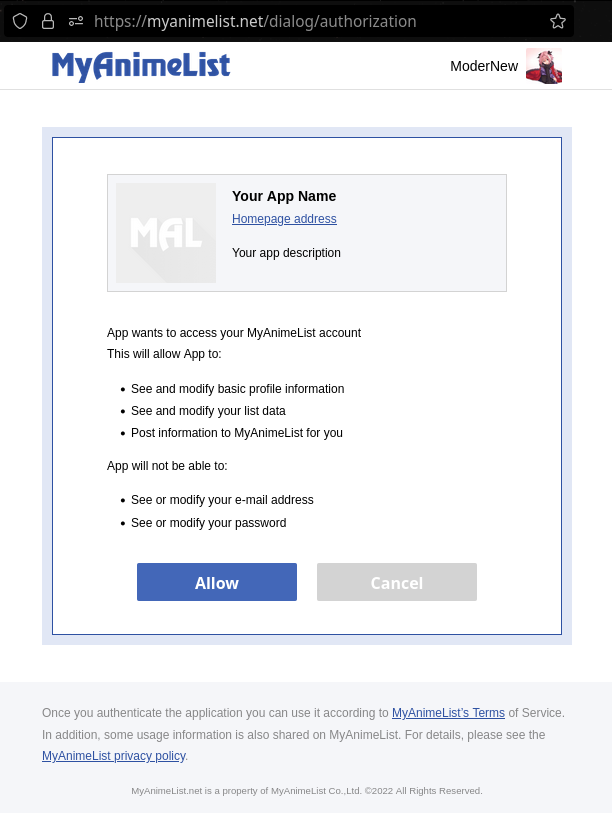 https://myanimelist.net/dialog/authorization
MyAnimeList
ModerNew
MAL
Your App Name
Homepage address
Your app description
App wants to access your MyAnimeList account
This will allow App to:
• See and modify basic profile information
• See and modify your list data
• Post information to MyAnimeList for you
App will not be able to:
• See or modify your e-mail address
• See or modify your password
Allow
Cancel
Once you authenticate the application you can use it according to MyAnimeList's Terms of Service.
In addition, some usage information is also shared on MyAnimeList. For details, please see the
MyAnimeList privacy policy.
MyAnimeList.net is a property of MyAnimeList Co.,Ltd. ©2022 All Rights Reserved.